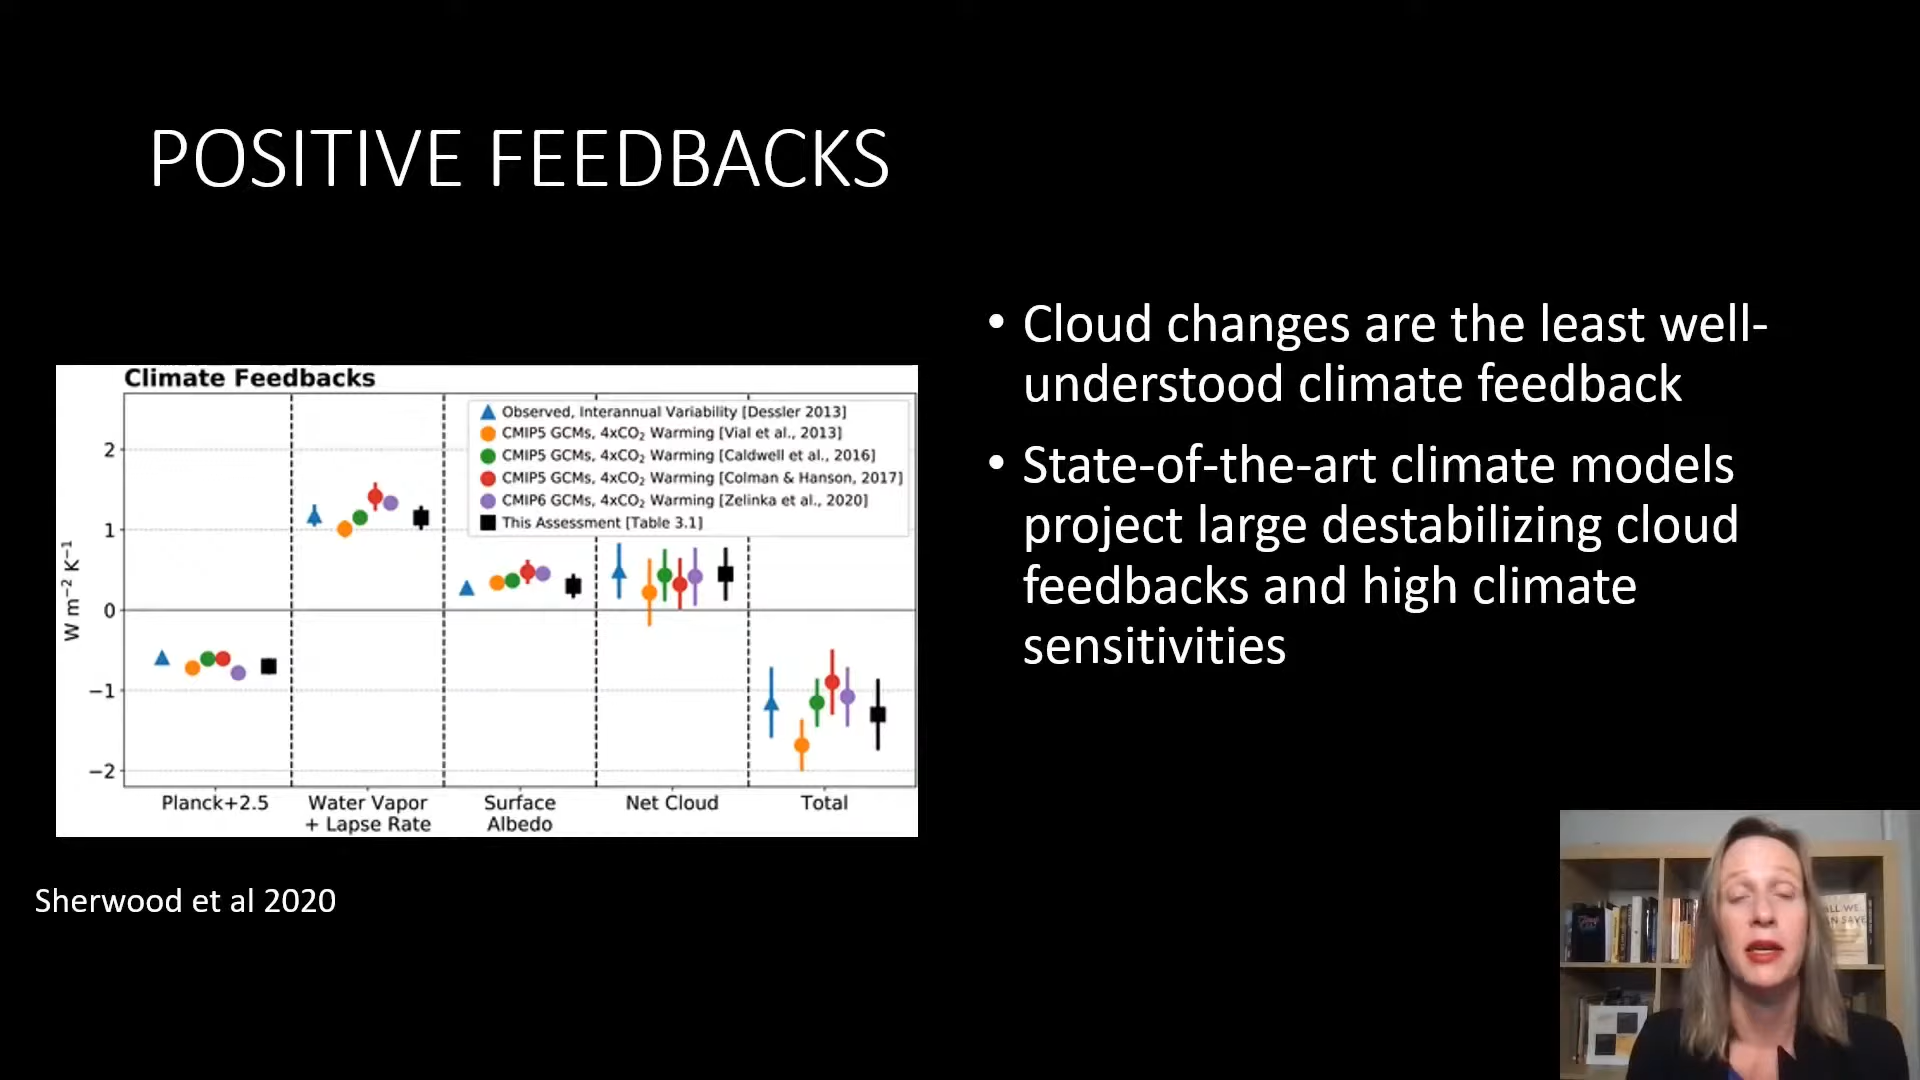 POSITIVE FEEDBACKS
Climate Feedbacks
Observed, Interannual Variability [Dessler 2013]
CMIP5 GCMs, 4xCO₂ Warming [Vial et al., 2013]
CMIP5 GCMs, 4xCO₂ Warming [Caldwell et al., 2016]
CMIP5 GCMs, 4xCO₂ Warming [Colman & Hanson, 2017]
CMIP6 GCMs, 4xCO₂ Warming [Zelinka et al., 2020]
This Assessment [Table 3.1]
W m⁻² K⁻¹
2
1
0
−1
−2
Planck+2.5
Water Vapor
+ Lapse Rate
Surface
Albedo
Net Cloud
Total
Sherwood et al 2020
• Cloud changes are the least well-
understood climate feedback
• State-of-the-art climate models
project large destabilizing cloud
feedbacks and high climate
sensitivities
ALL WE
SAVE